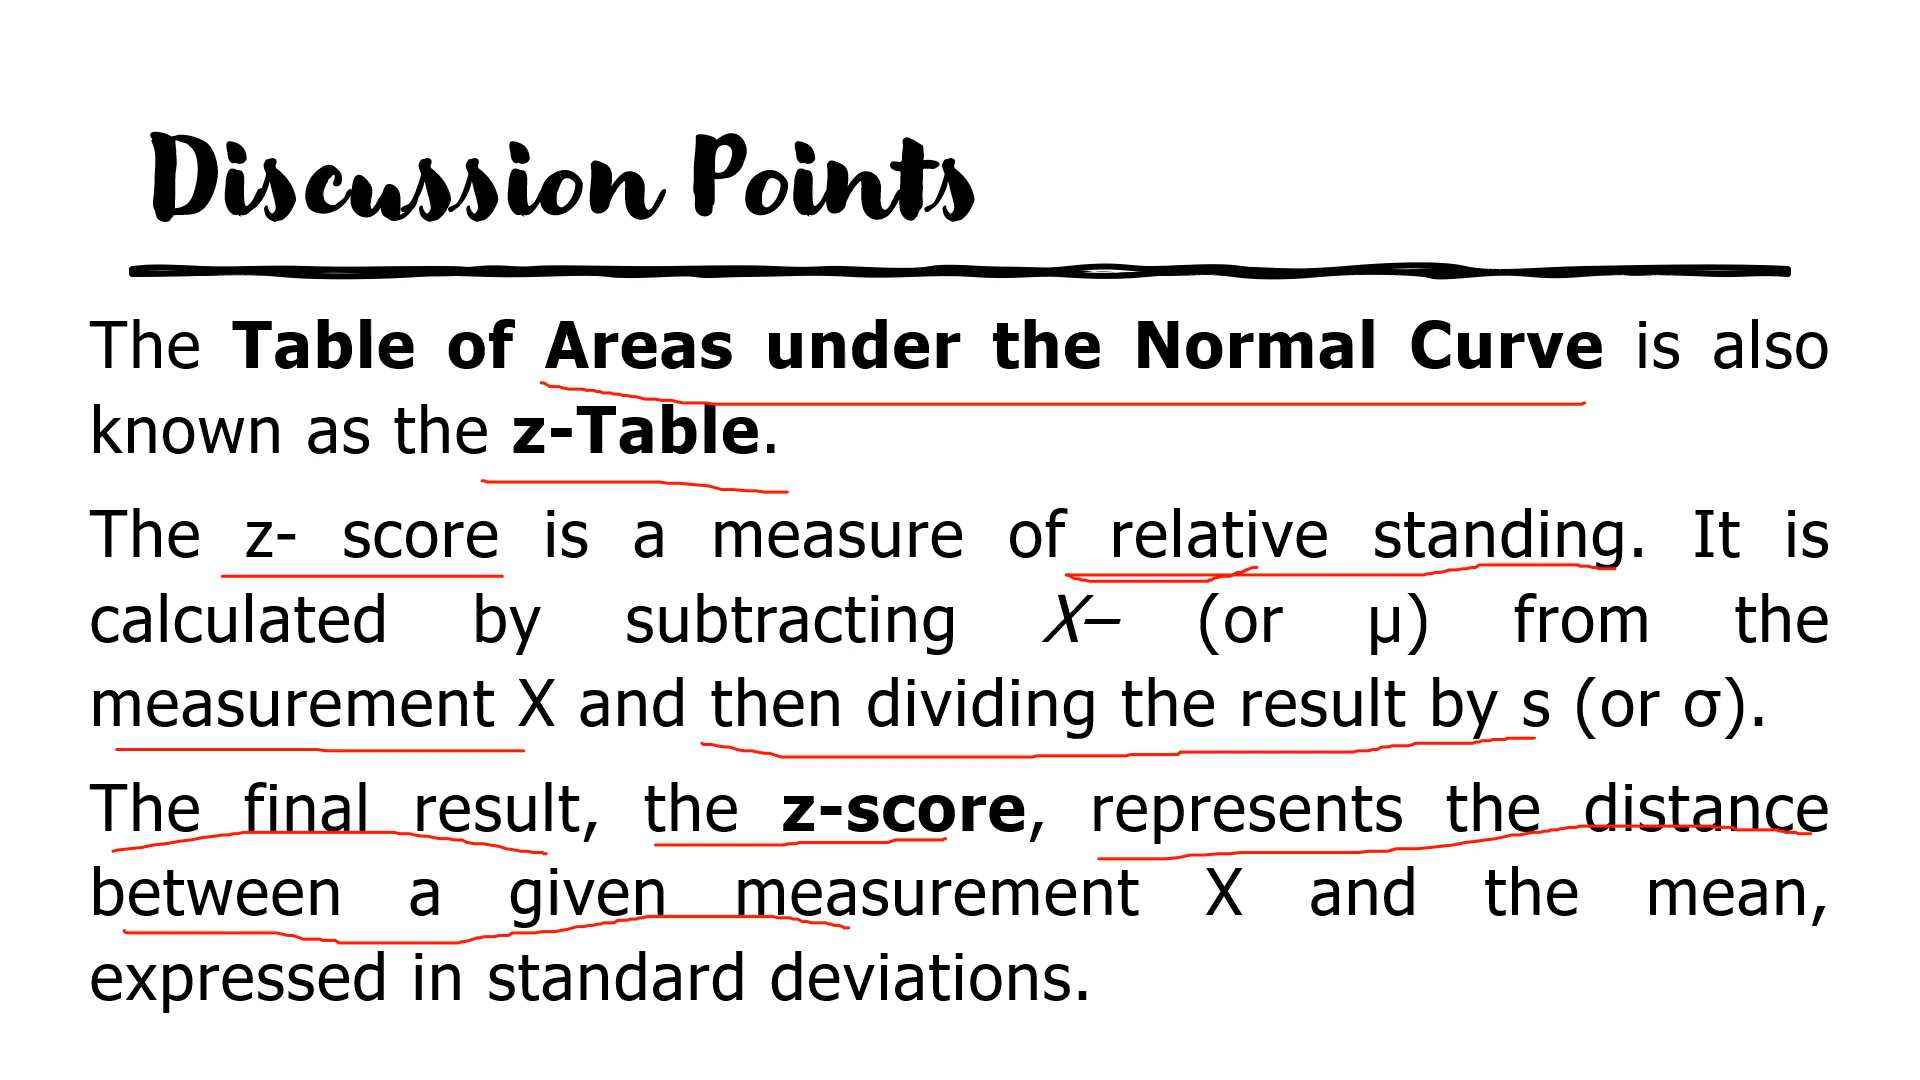 Discussion Points
The Table of Areas under the Normal Curve is also
known as the z-Table.
The z- score is a measure of relative standing. It is
calculated by subtracting X– (or µ) from the
measurement X and then dividing the result by s (or σ).
The final result, the z-score, represents the distance
between a given measurement X and the mean,
expressed in standard deviations.